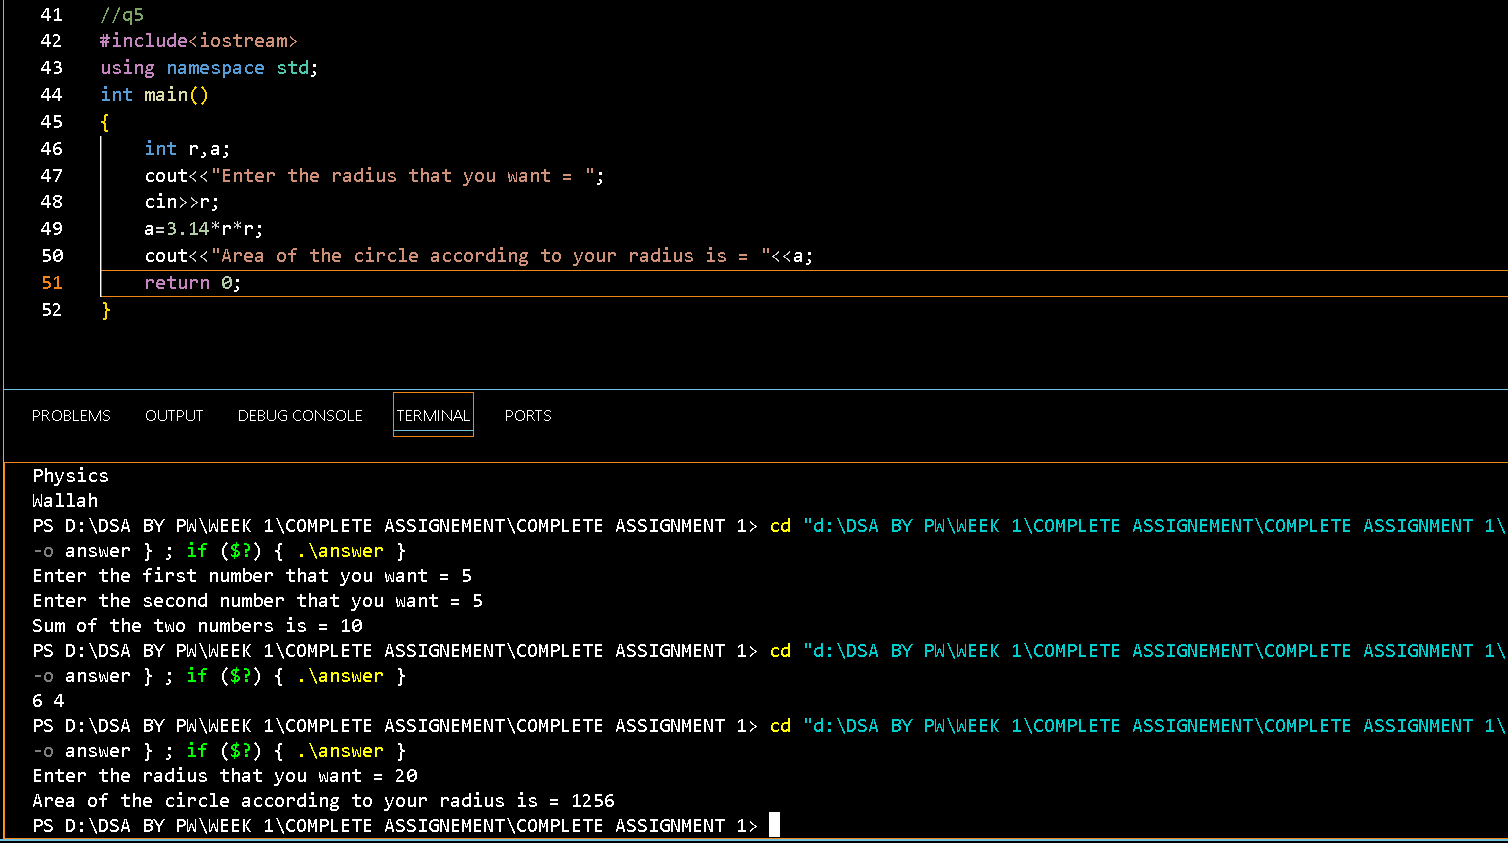 41 //q5
42 #include<iostream>
43 using namespace std;
44 int main()
45 {
46 int r,a;
47 cout<<"Enter the radius that you want = ";
48 cin>>r;
49 a=3.14*r*r;
50 cout<<"Area of the circle according to your radius is = "<<a;
51 return 0;
52 }
PROBLEMS OUTPUT DEBUG CONSOLE TERMINAL PORTS
Physics
Wallah
PS D:\DSA BY PW\WEEK 1\COMPLETE ASSIGNEMENT\COMPLETE ASSIGNMENT 1> cd "d:\DSA BY PW\WEEK 1\COMPLETE ASSIGNEMENT\COMPLETE ASSIGNMENT 1\
-o answer } ; if ($?) { .\answer }
Enter the first number that you want = 5
Enter the second number that you want = 5
Sum of the two numbers is = 10
PS D:\DSA BY PW\WEEK 1\COMPLETE ASSIGNEMENT\COMPLETE ASSIGNMENT 1> cd "d:\DSA BY PW\WEEK 1\COMPLETE ASSIGNEMENT\COMPLETE ASSIGNMENT 1\
-o answer } ; if ($?) { .\answer }
6 4
PS D:\DSA BY PW\WEEK 1\COMPLETE ASSIGNEMENT\COMPLETE ASSIGNMENT 1> cd "d:\DSA BY PW\WEEK 1\COMPLETE ASSIGNEMENT\COMPLETE ASSIGNMENT 1\
-o answer } ; if ($?) { .\answer }
Enter the radius that you want = 20
Area of the circle according to your radius is = 1256
PS D:\DSA BY PW\WEEK 1\COMPLETE ASSIGNEMENT\COMPLETE ASSIGNMENT 1>